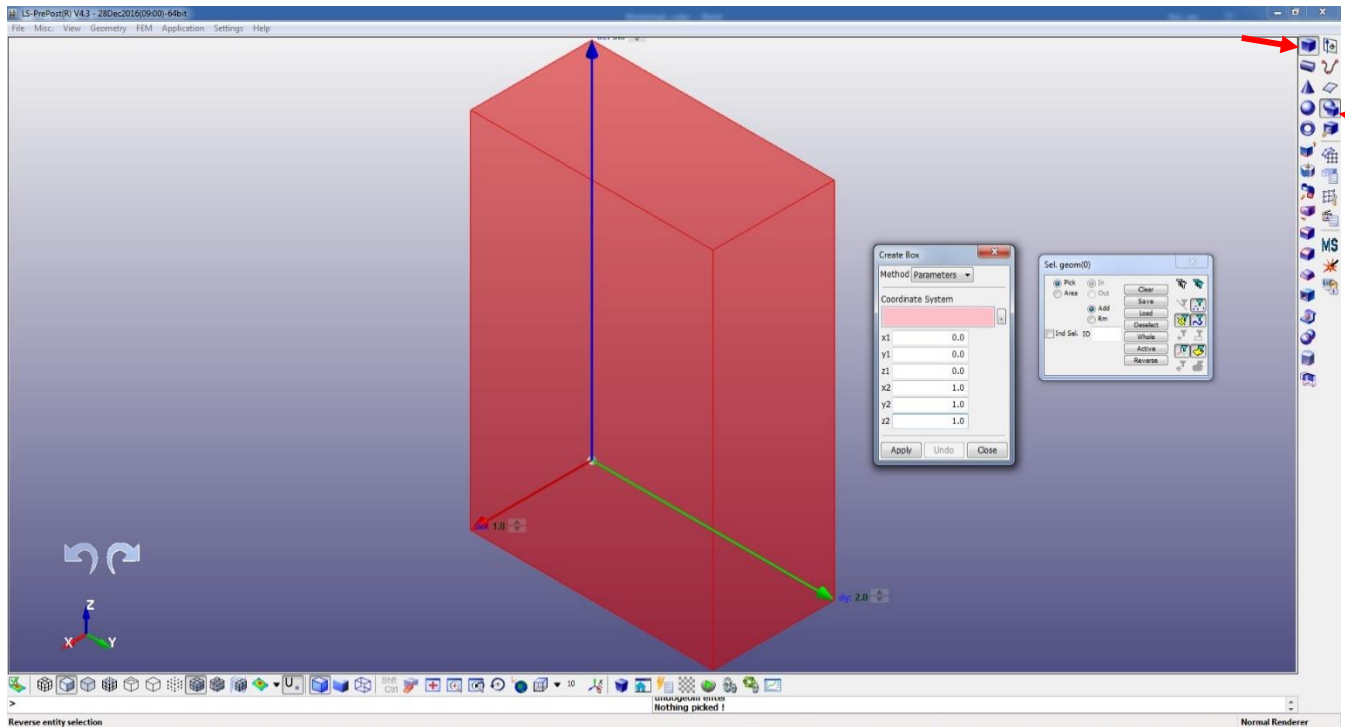 LS-PrePost(R) V4.3 - 28Dec2016(09:00)-64bit
File Misc. View Geometry FEM Application Settings Help
1.0
dy: 2.0
Z
X
Y
Create Box
Method Parameters
Coordinate System
x1 0.0
y1 0.0
z1 0.0
x2 1.0
y2 1.0
z2 1.0
Apply Undo Close
Sel. geom(0)
Pick In
Area Out
Add
Rm
Ind Sel. ID
Clear
Save
Load
Deselect
Whole
Active
Reverse
MS
Shft
Ctrl
10
>
Nothing picked !
Reverse entity selection
Normal Renderer